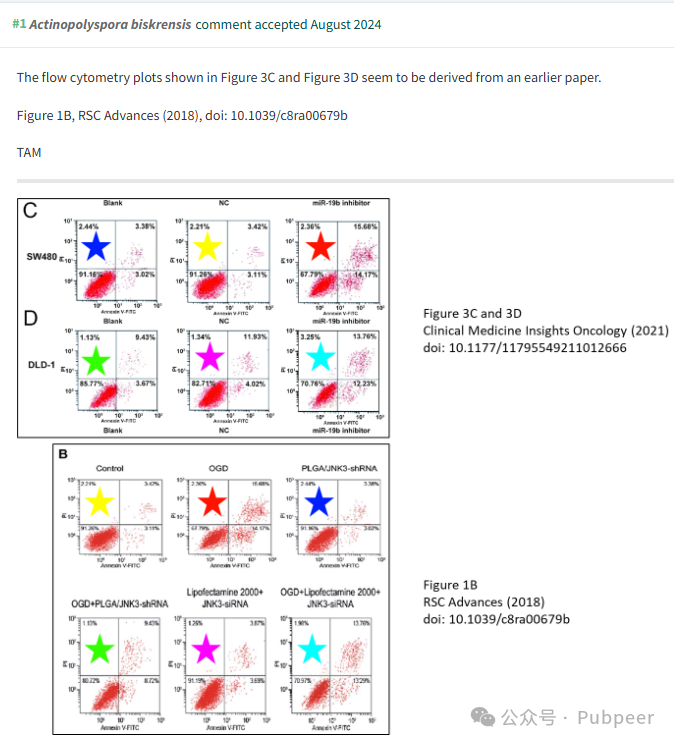 #1 Actinopolyspora biskrensis comment accepted August 2024
The flow cytometry plots shown in Figure 3C and Figure 3D seem to be derived from an earlier paper.
Figure 1B, RSC Advances (2018), doi: 10.1039/c8ra00679b
TAM
C
Blank NC miR-19b inhibitor
SW480
2.44% 3.38% 2.21% 3.42% 2.36% 15.68%
91.16% 3.02% 91.26% 3.11% 67.79% 14.17%
Annexin V-FITC Annexin V-FITC Annexin V-FITC
D
Blank NC miR-19b inhibitor
DLD-1
1.13% 9.43% 1.34% 11.93% 3.25% 13.76%
85.77% 3.67% 82.71% 4.02% 70.76% 12.23%
Annexin V-FITC Annexin V-FITC Annexin V-FITC
Blank NC miR-19b inhibitor
Figure 3C and 3D
Clinical Medicine Insights Oncology (2021)
doi: 10.1177/11795549211012666
B
Control OGD PLGA/JNK3-shRNA
2.21% 3.42% 2.36% 15.68% 2.44% 3.38%
91.26% 3.11% 67.79% 14.17% 91.16% 3.02%
Annexin V-FITC Annexin V-FITC Annexin V-FITC
OGD+PLGA/JNK3-shRNA
Lipofectamine 2000+
JNK3-siRNA
OGD+Lipofectamine 2000+
JNK3-siRNA
1.13% 9.43% 1.26% 3.87% 1.98% 13.76%
80.72% 8.72% 91.19% 3.69% 70.97% 13.29%
Annexin V-FITC Annexin V-FITC Annexin V-FITC
Figure 1B
RSC Advances (2018)
doi: 10.1039/c8ra00679b
公众号 · Pubpeer